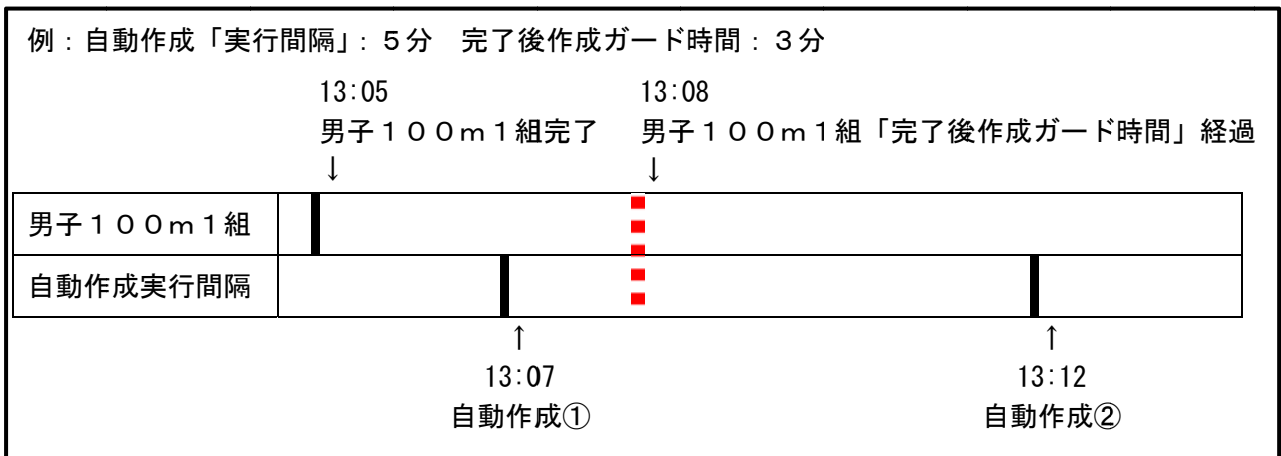 例：自動作成「実行間隔」：５分　完了後作成ガード時間：３分
13:05
男子１００ｍ１組完了
↓
13:08
男子１００ｍ１組「完了後作成ガード時間」経過
↓
男子１００ｍ１組
自動作成実行間隔
↑
13:07
自動作成①
↑
13:12
自動作成②